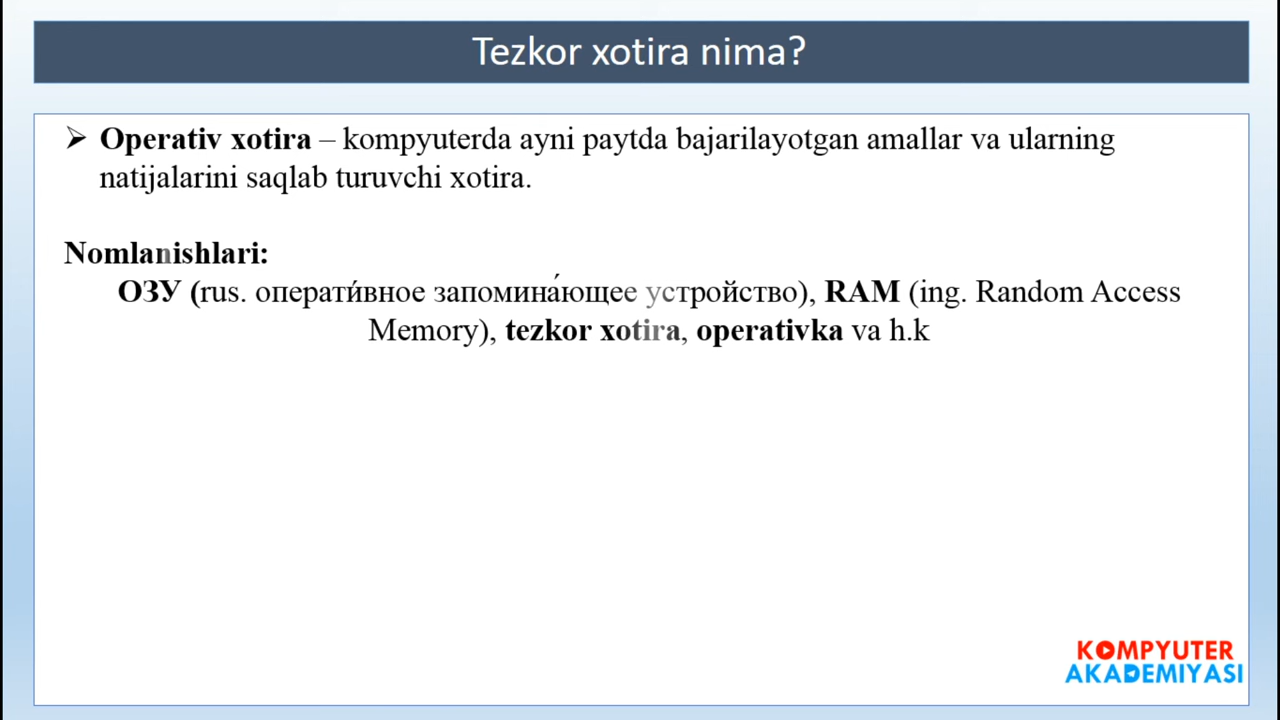 Tezkor xotira nima?
➢ Operativ xotira – kompyuterda ayni paytda bajarilayotgan amallar va ularning
natijalarini saqlab turuvchi xotira.
Nomlanishlari:
ОЗУ (rus. операти́вное запомина́ющее устройство), RAM (ing. Random Access
Memory), tezkor xotira, operativka va h.k
KOMPYUTER
AKADEMIYASI